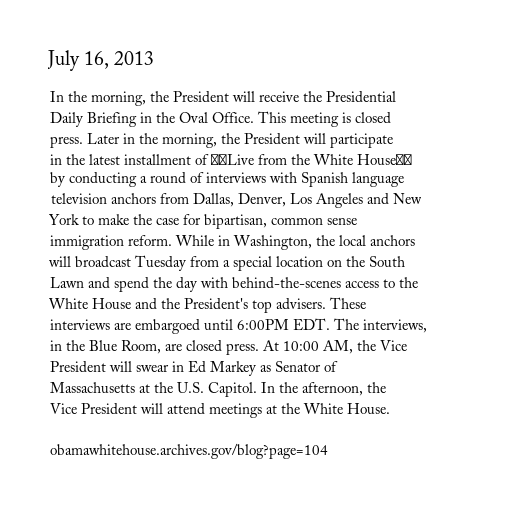 July 16, 2013
In the morning, the President will receive the Presidential
Daily Briefing in the Oval Office. This meeting is closed
press. Later in the morning, the President will participate
in the latest installment of Live from the White House
by conducting a round of interviews with Spanish language
television anchors from Dallas, Denver, Los Angeles and New
York to make the case for bipartisan, common sense
immigration reform. While in Washington, the local anchors
will broadcast Tuesday from a special location on the South
Lawn and spend the day with behind-the-scenes access to the
White House and the President's top advisers. These
interviews are embargoed until 6:00PM EDT. The interviews,
in the Blue Room, are closed press. At 10:00 AM, the Vice
President will swear in Ed Markey as Senator of
Massachusetts at the U.S. Capitol. In the afternoon, the
Vice President will attend meetings at the White House.
obamawhitehouse.archives.gov/blog?page=104